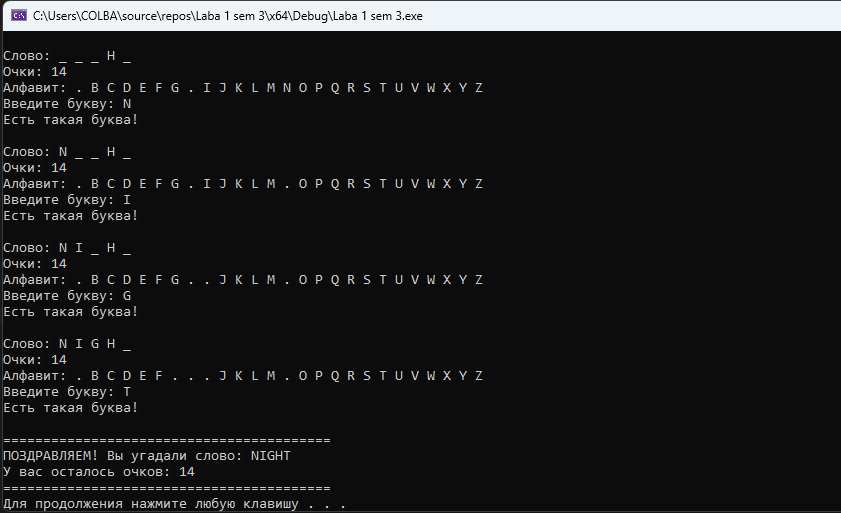 C:\Users\COLBA\source\repos\Laba 1 sem 3\x64\Debug\Laba 1 sem 3.exe
Слово: _ _ _ H _
Очки: 14
Алфавит: . B C D E F G . I J K L M N O P Q R S T U V W X Y Z
Введите букву: N
Есть такая буква!
Слово: N _ _ H _
Очки: 14
Алфавит: . B C D E F G . I J K L M . O P Q R S T U V W X Y Z
Введите букву: I
Есть такая буква!
Слово: N I _ H _
Очки: 14
Алфавит: . B C D E F G . . J K L M . O P Q R S T U V W X Y Z
Введите букву: G
Есть такая буква!
Слово: N I G H _
Очки: 14
Алфавит: . B C D E F . . . J K L M . O P Q R S T U V W X Y Z
Введите букву: T
Есть такая буква!
=========================================
ПОЗДРАВЛЯЕМ! Вы угадали слово: NIGHT
У вас осталось очков: 14
=========================================
Для продолжения нажмите любую клавишу . . .